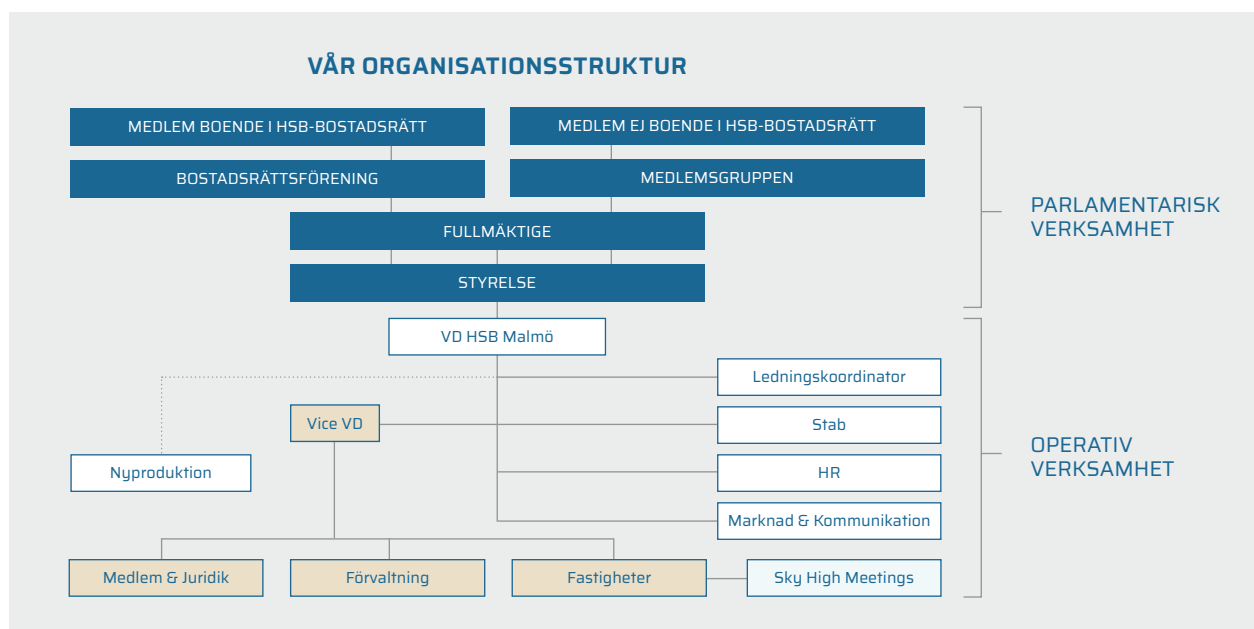 VÅR ORGANISATIONSSTRUKTUR
MEDLEM BOENDE I HSB-BOSTADSRÄTT
MEDLEM EJ BOENDE I HSB-BOSTADSRÄTT
BOSTADSRÄTTSFÖRENING
MEDLEMSGRUPPEN
FULLMÄKTIGE
STYRELSE
PARLAMENTARISK
VERKSAMHET
VD HSB Malmö
Ledningskoordinator
Vice VD
Stab
Nyproduktion
HR
Marknad & Kommunikation
OPERATIV
VERKSAMHET
Medlem & Juridik
Förvaltning
Fastigheter
Sky High Meetings